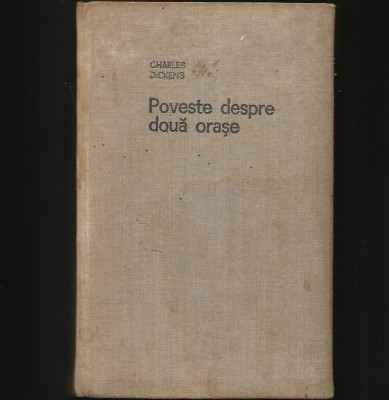 CHARLES
DICKENS
Poveste despre
două orașe